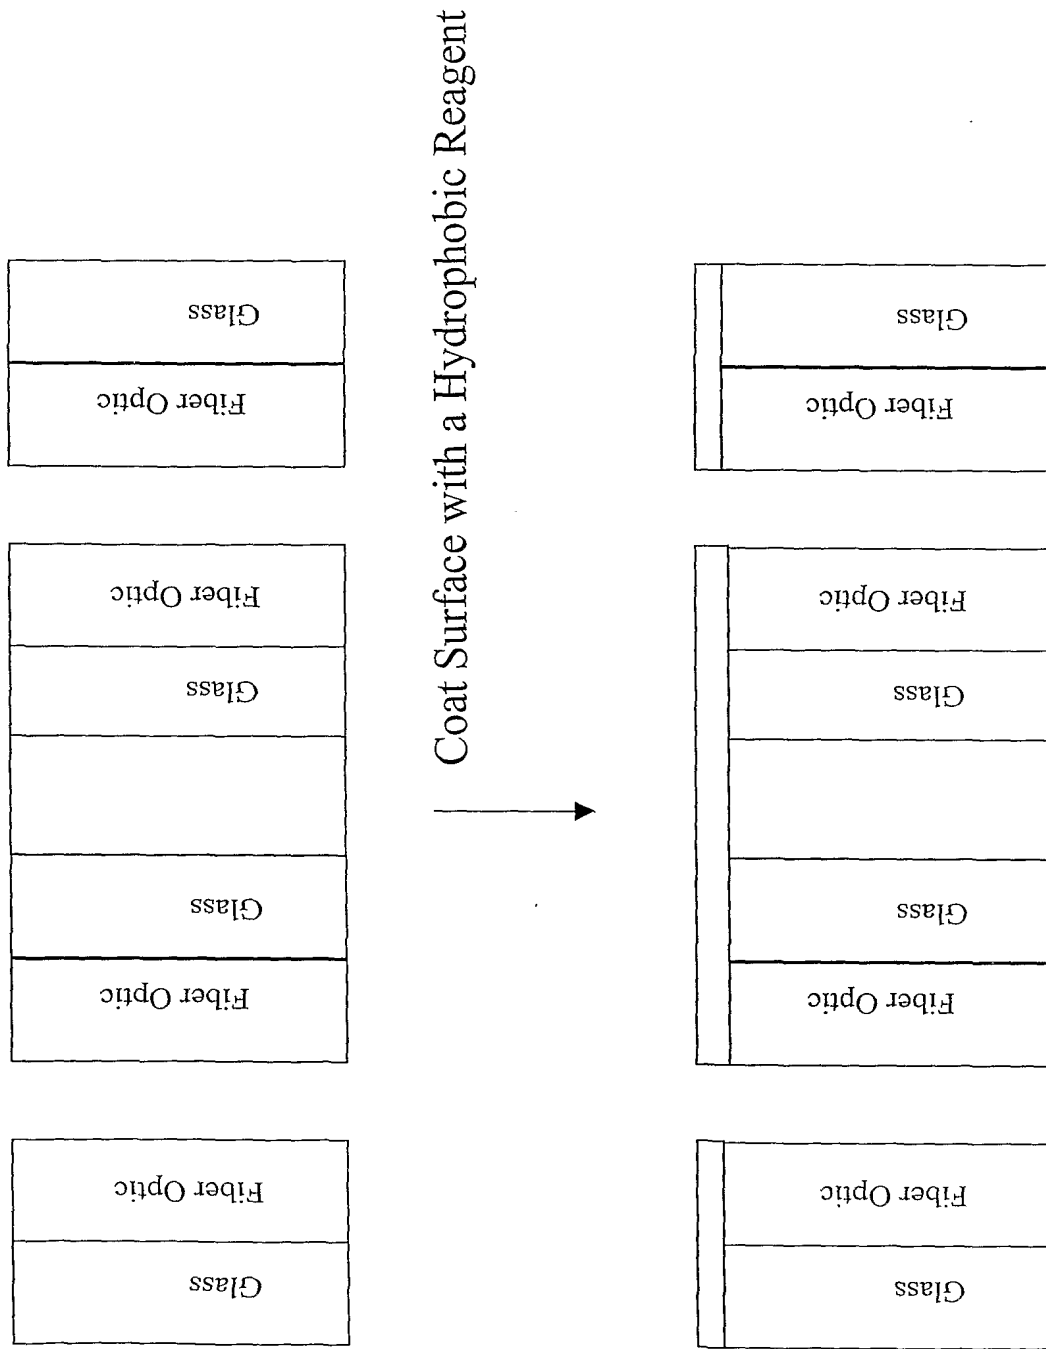 Glass
Fiber Optic
Fiber Optic
Glass
Glass
Fiber Optic
Fiber Optic
Glass
Coat Surface with a Hydrophobic Reagent
Glass
Fiber Optic
Fiber Optic
Glass
Glass
Fiber Optic
Fiber Optic
Glass